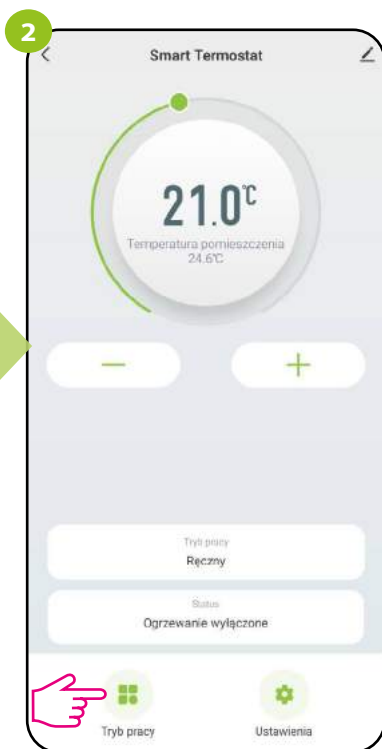 2
Smart Termostat
21.0°C
Temperatura pomieszczenia
24.6°C
Tryb pracy
Ręczny
Status
Ogrzewanie wyłączone
Tryb pracy
Ustawienia